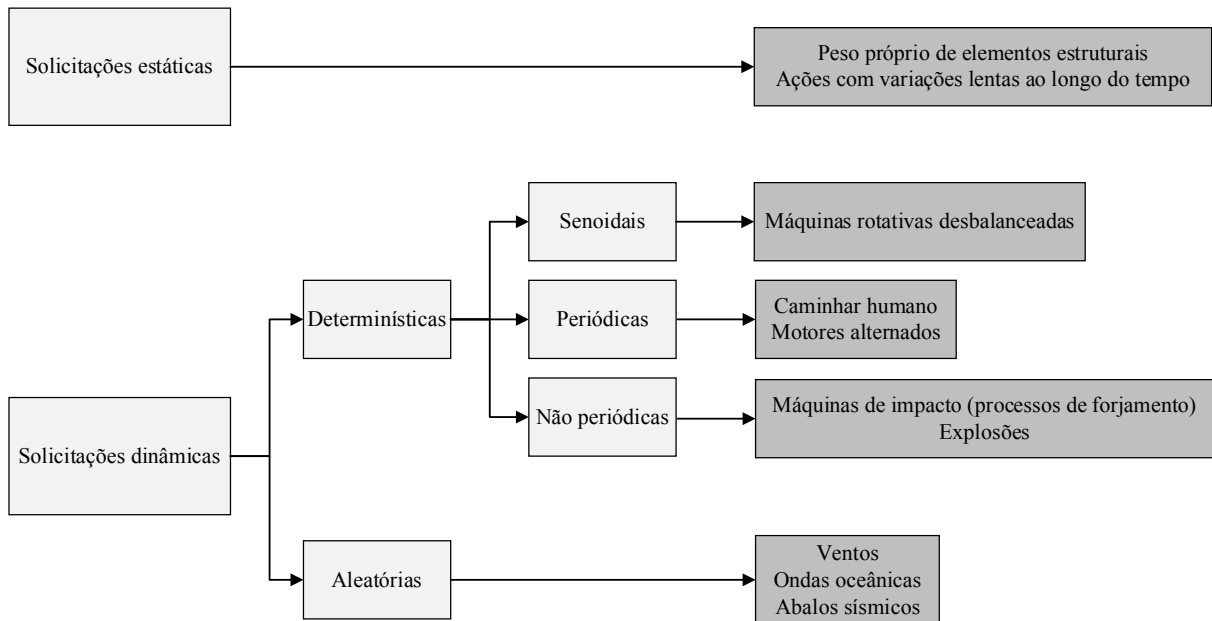 Solicitações estáticas
Peso próprio de elementos estruturais
Ações com variações lentas ao longo do tempo
Senoidais
Máquinas rotativas desbalanceadas
Determinísticas
Periódicas
Caminhar humano
Motores alternados
Não periódicas
Máquinas de impacto (processos de forjamento)
Explosões
Solicitações dinâmicas
Aleatórias
Ventos
Ondas oceânicas
Abalos sísmicos